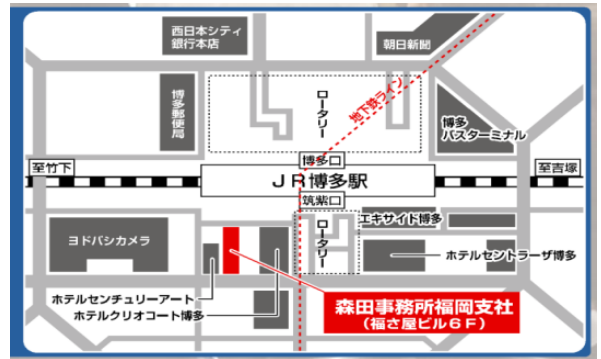 西日本シティ
銀行本店
朝日新聞
博多郵便局
ロータリー
地下鉄ライン
博多
バスターミナル
博多口
至竹下
JR博多駅
至吉塚
筑紫口
エキサイド博多
ヨドバシカメラ
ロータリー
ホテルセントラーザ博多
ホテルセンチュリーアート
ホテルクリオコート博多
森田事務所福岡支社
（福さ屋ビル6F）